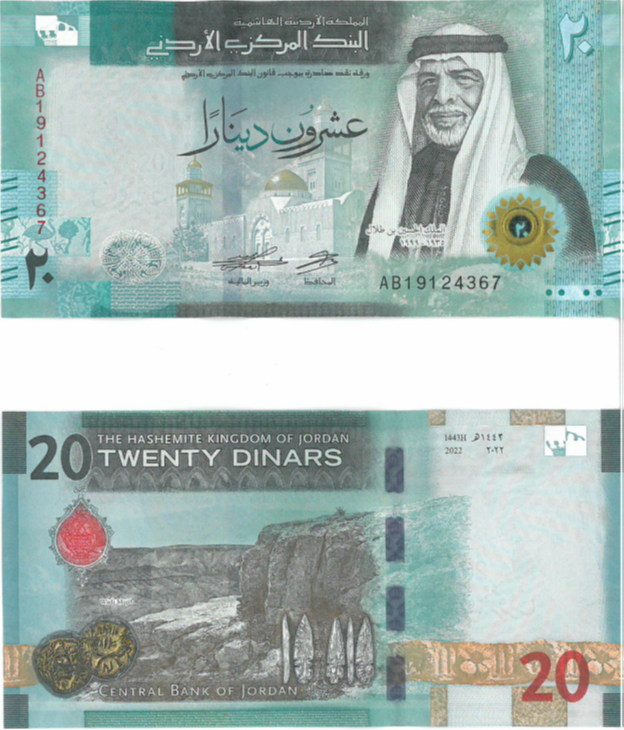 المملكة الأردنية الهاشمية
البنك المركزي الأردني
ورقة نقد صادرة بموجب قانون البنك المركزي الأردني
٢٠
AB19124367
عشرون دينارًا
الملك الحسين بن طلال
١٩٣٥-١٩٩٩
٢٠
٢٠
المحافظ
وزير المالية
AB19124367
20
THE HASHEMITE KINGDOM OF JORDAN
TWENTY DINARS
1443H ١٤٤٣هـ
2022 ٢٠٢٢
CENTRAL BANK OF JORDAN
20